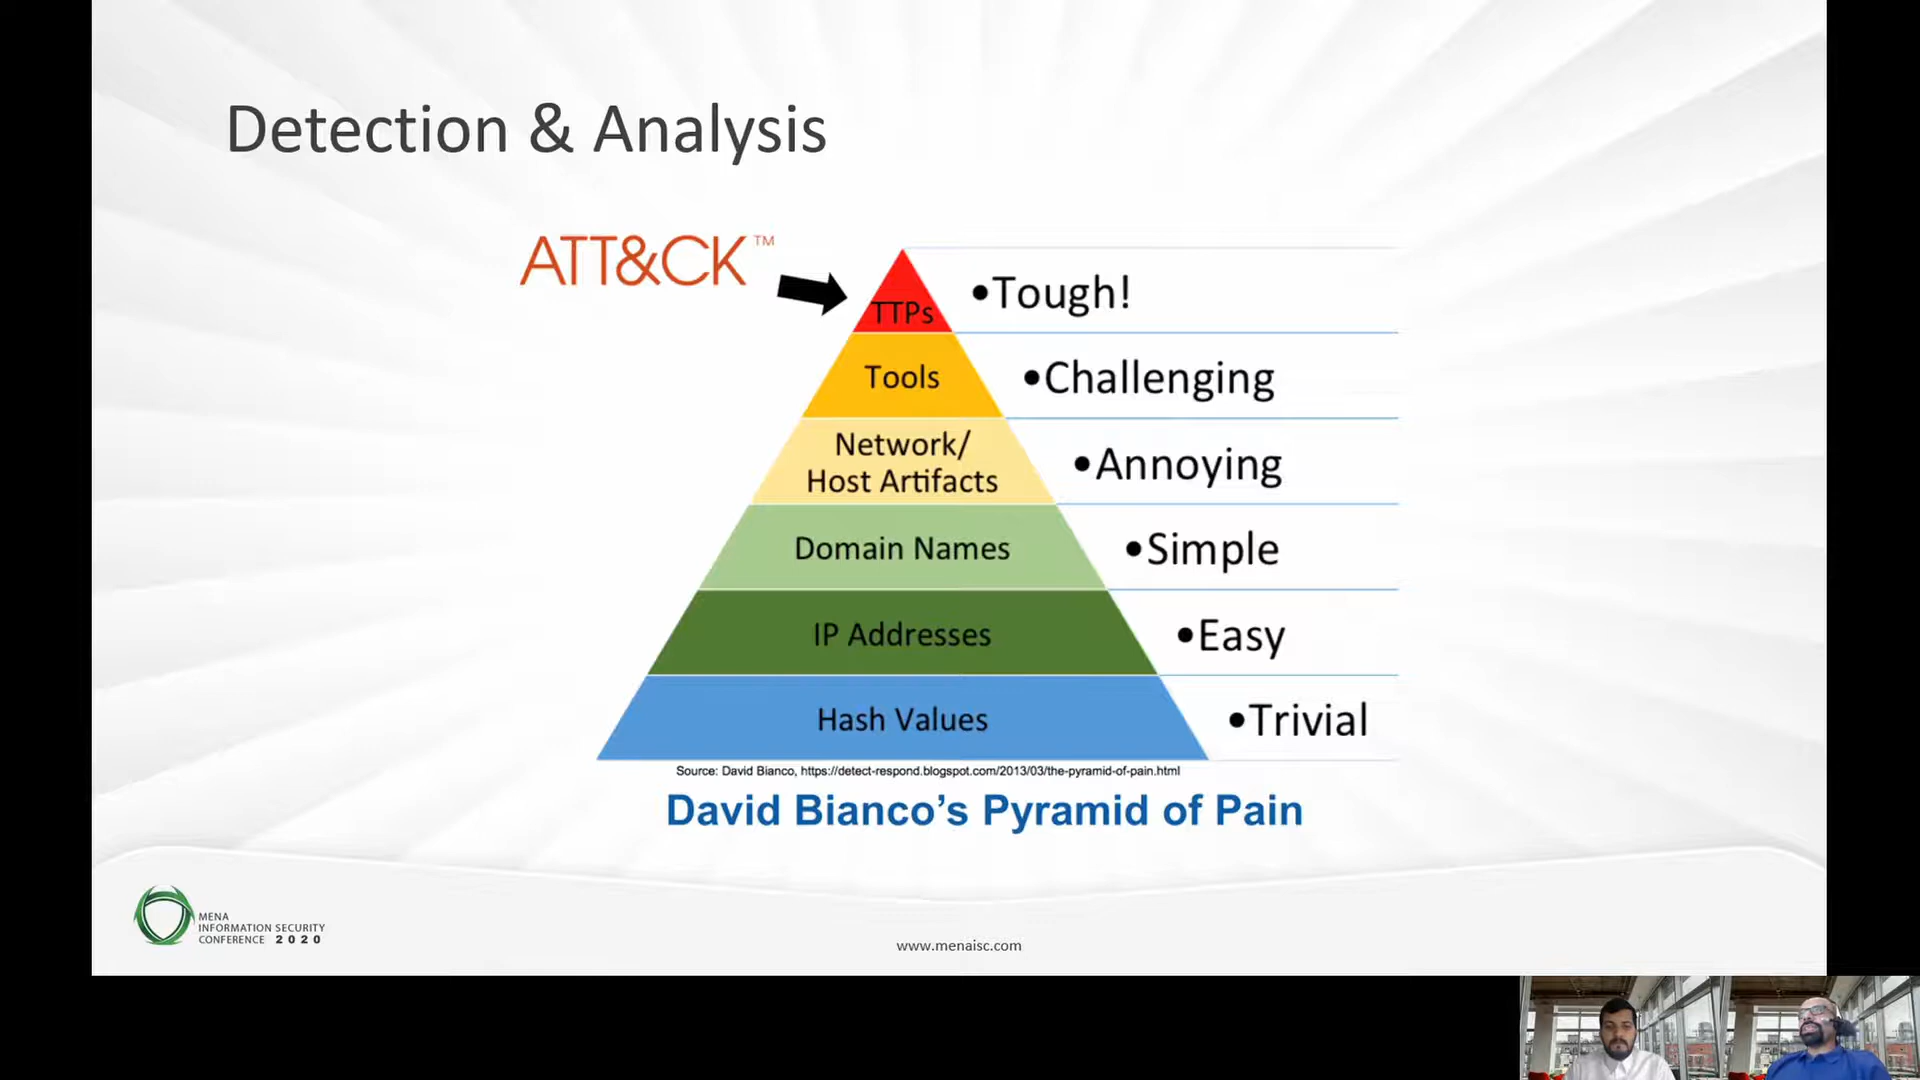 Detection & Analysis
ATT&CK™
TTPs
•Tough!
Tools
•Challenging
Network/
Host Artifacts
•Annoying
Domain Names
•Simple
IP Addresses
•Easy
Hash Values
•Trivial
Source: David Bianco, https://detect-respond.blogspot.com/2013/03/the-pyramid-of-pain.html
David Bianco’s Pyramid of Pain
MENA
INFORMATION SECURITY
CONFERENCE 2020
www.menaisc.com